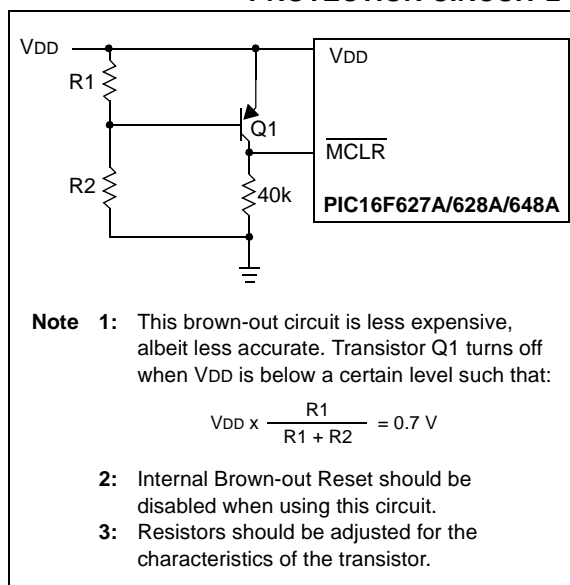 VDD
VDD
R1
Q1
MCLR
R2
40k
PIC16F627A/628A/648A
Note 1: This brown-out circuit is less expensive,
albeit less accurate. Transistor Q1 turns off
when VDD is below a certain level such that:
VDD x R1
R1 + R2 = 0.7 V
2: Internal Brown-out Reset should be
disabled when using this circuit.
3: Resistors should be adjusted for the
characteristics of the transistor.